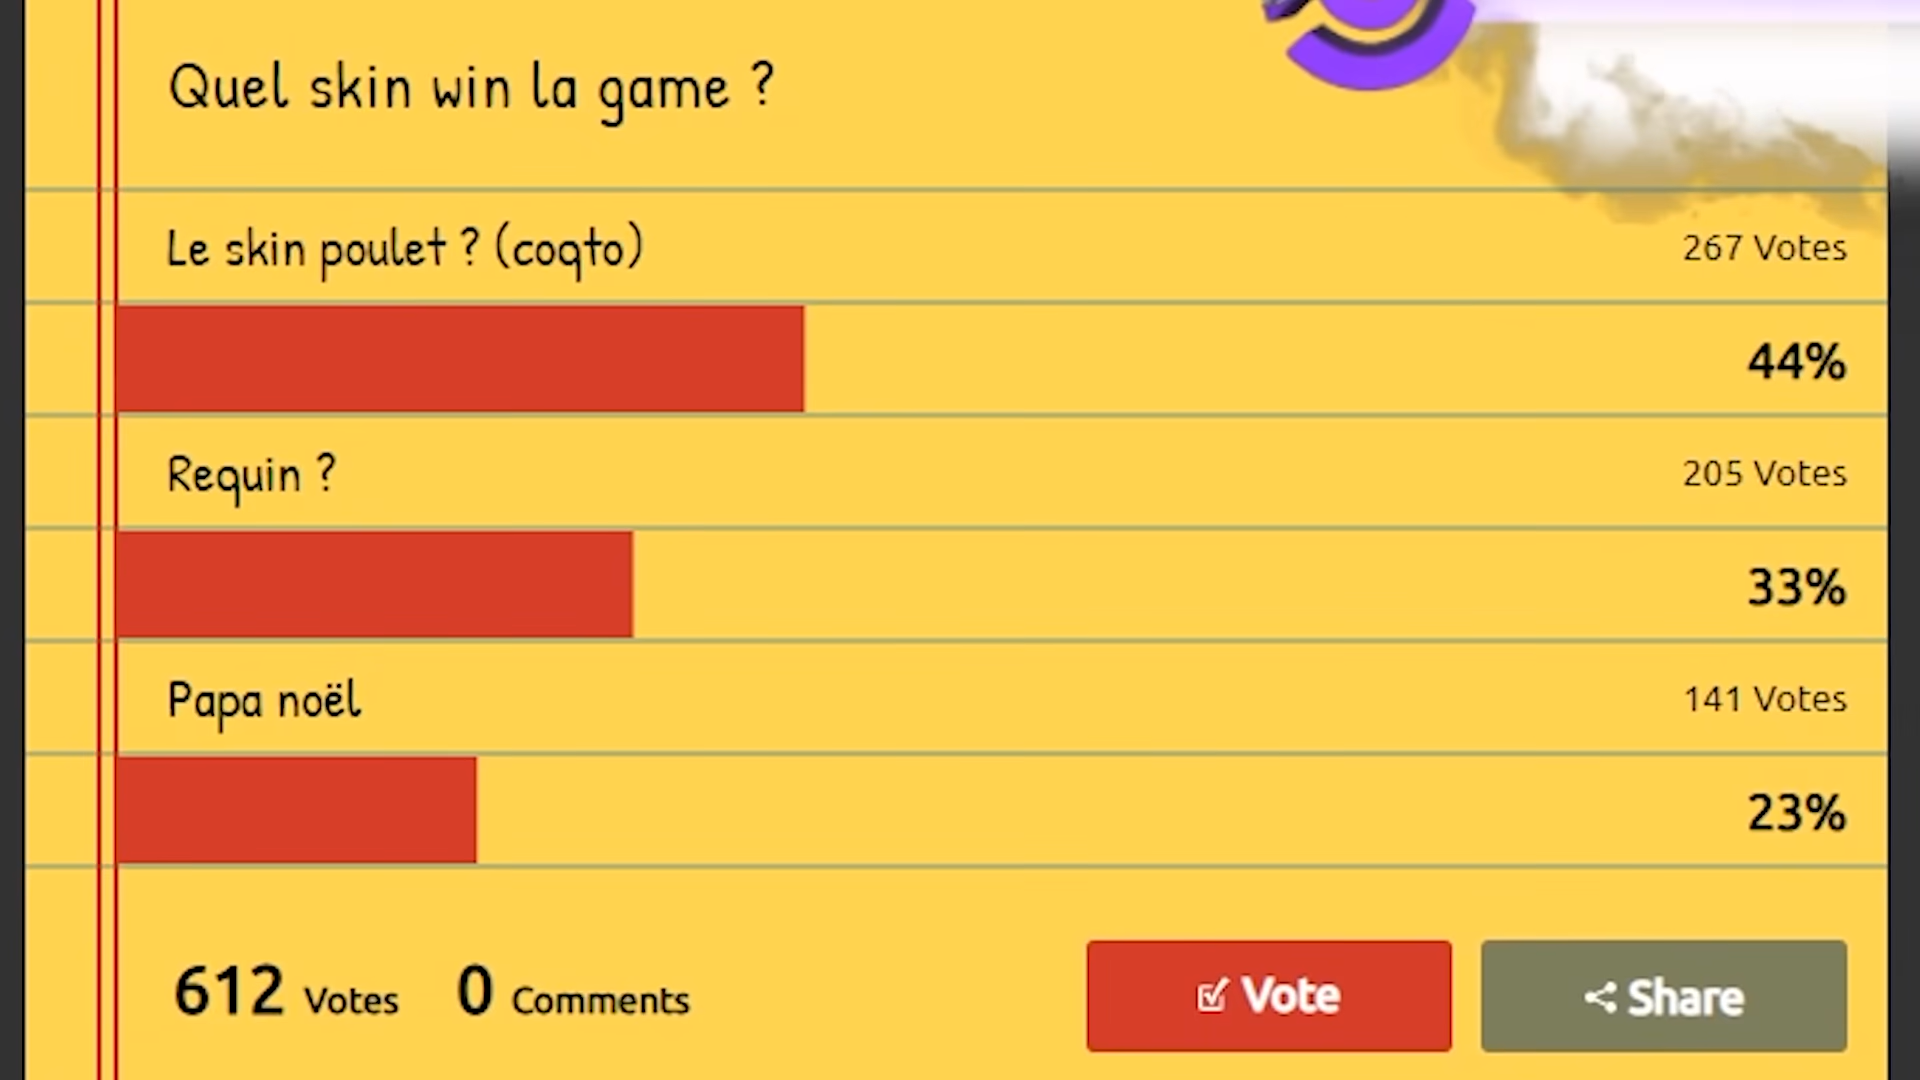 Quel skin win la game ?
Le skin poulet ? (coqto)
267 Votes
44%
Requin ?
205 Votes
33%
Papa noël
141 Votes
23%
612 Votes 0 Comments
Vote
Share